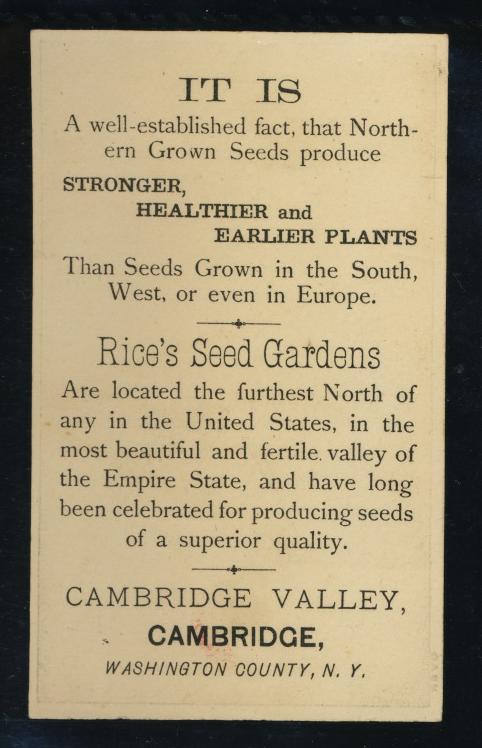 IT IS
A well-established fact, that North-
ern Grown Seeds produce
STRONGER,
HEALTHIER and
EARLIER PLANTS
Than Seeds Grown in the South,
West, or even in Europe.
Rice's Seed Gardens
Are located the furthest North of
any in the United States, in the
most beautiful and fertile valley of
the Empire State, and have long
been celebrated for producing seeds
of a superior quality.
CAMBRIDGE VALLEY,
CAMBRIDGE,
WASHINGTON COUNTY, N. Y.